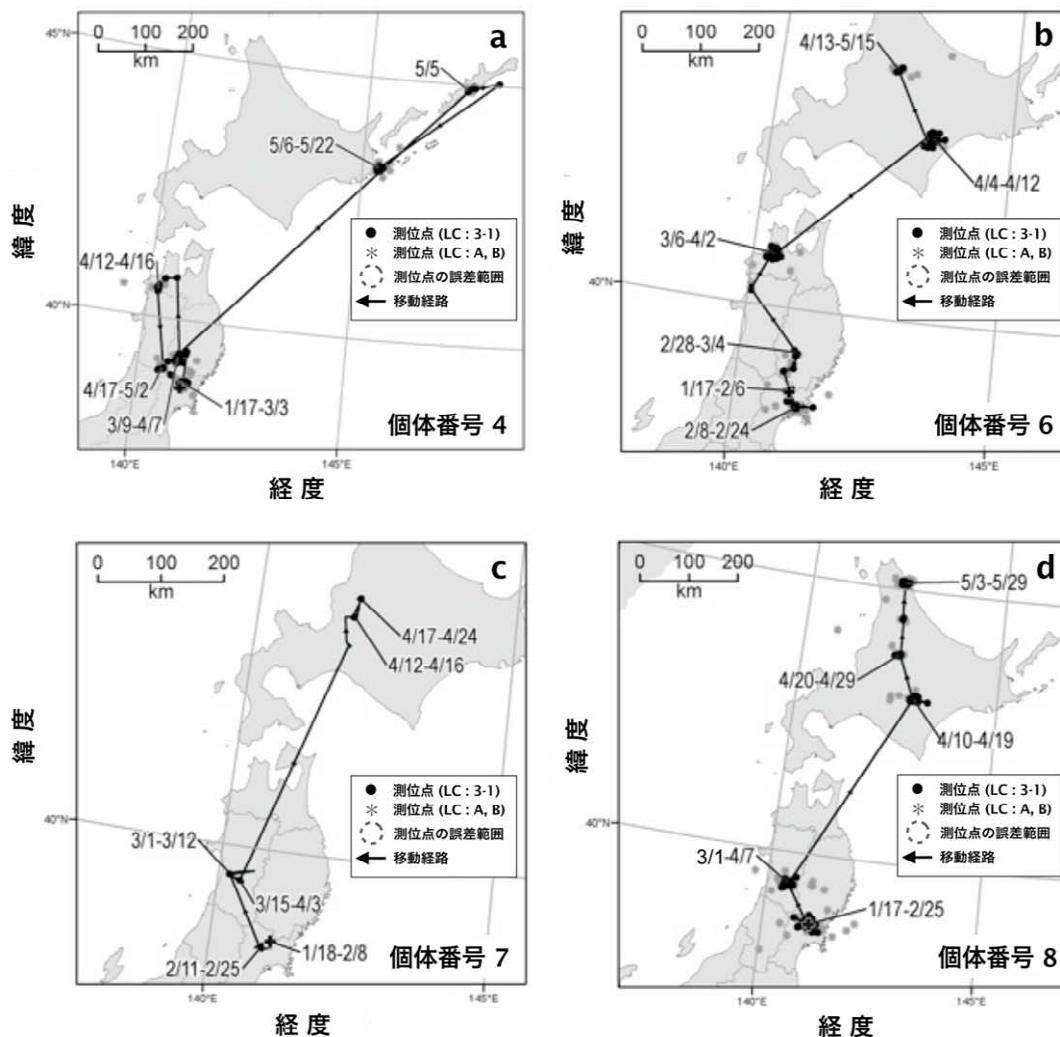 0 100 200
km
a
45°N
5/5
5/6-5/22
4/12-4/16
40°N
4/17-5/2
3/9-4/7
1/17-3/3
測位点 (LC : 3-1)
測位点 (LC : A, B)
測位点の誤差範囲
移動経路
個体番号 4
140°E
145°E
緯度
経度
0 100 200
km
b
4/13-5/15
4/4-4/12
3/6-4/2
40°N
2/28-3/4
1/17-2/6
2/8-2/24
測位点 (LC : 3-1)
測位点 (LC : A, B)
測位点の誤差範囲
移動経路
個体番号 6
140°E
145°E
緯度
経度
0 100 200
km
c
4/17-4/24
4/12-4/16
40°N
3/1-3/12
3/15-4/3
1/18-2/8
2/11-2/25
測位点 (LC : 3-1)
測位点 (LC : A, B)
測位点の誤差範囲
移動経路
個体番号 7
140°E
145°E
緯度
経度
0 100 200
km
d
5/3-5/29
4/20-4/29
4/10-4/19
40°N
3/1-4/7
1/17-2/25
測位点 (LC : 3-1)
測位点 (LC : A, B)
測位点の誤差範囲
移動経路
個体番号 8
140°E
145°E
緯度
経度